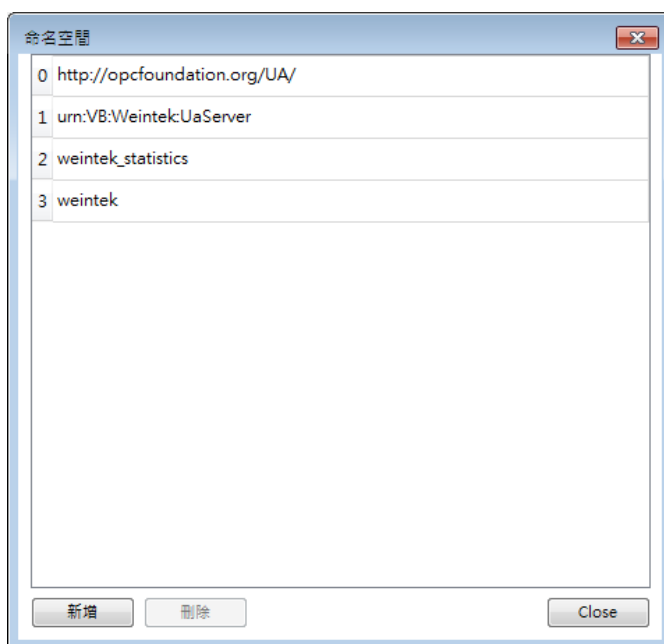 命名空間
0 http://opcfoundation.org/UA/
1 urn:VB:Weintek:UaServer
2 weintek_statistics
3 weintek
新增 刪除 Close